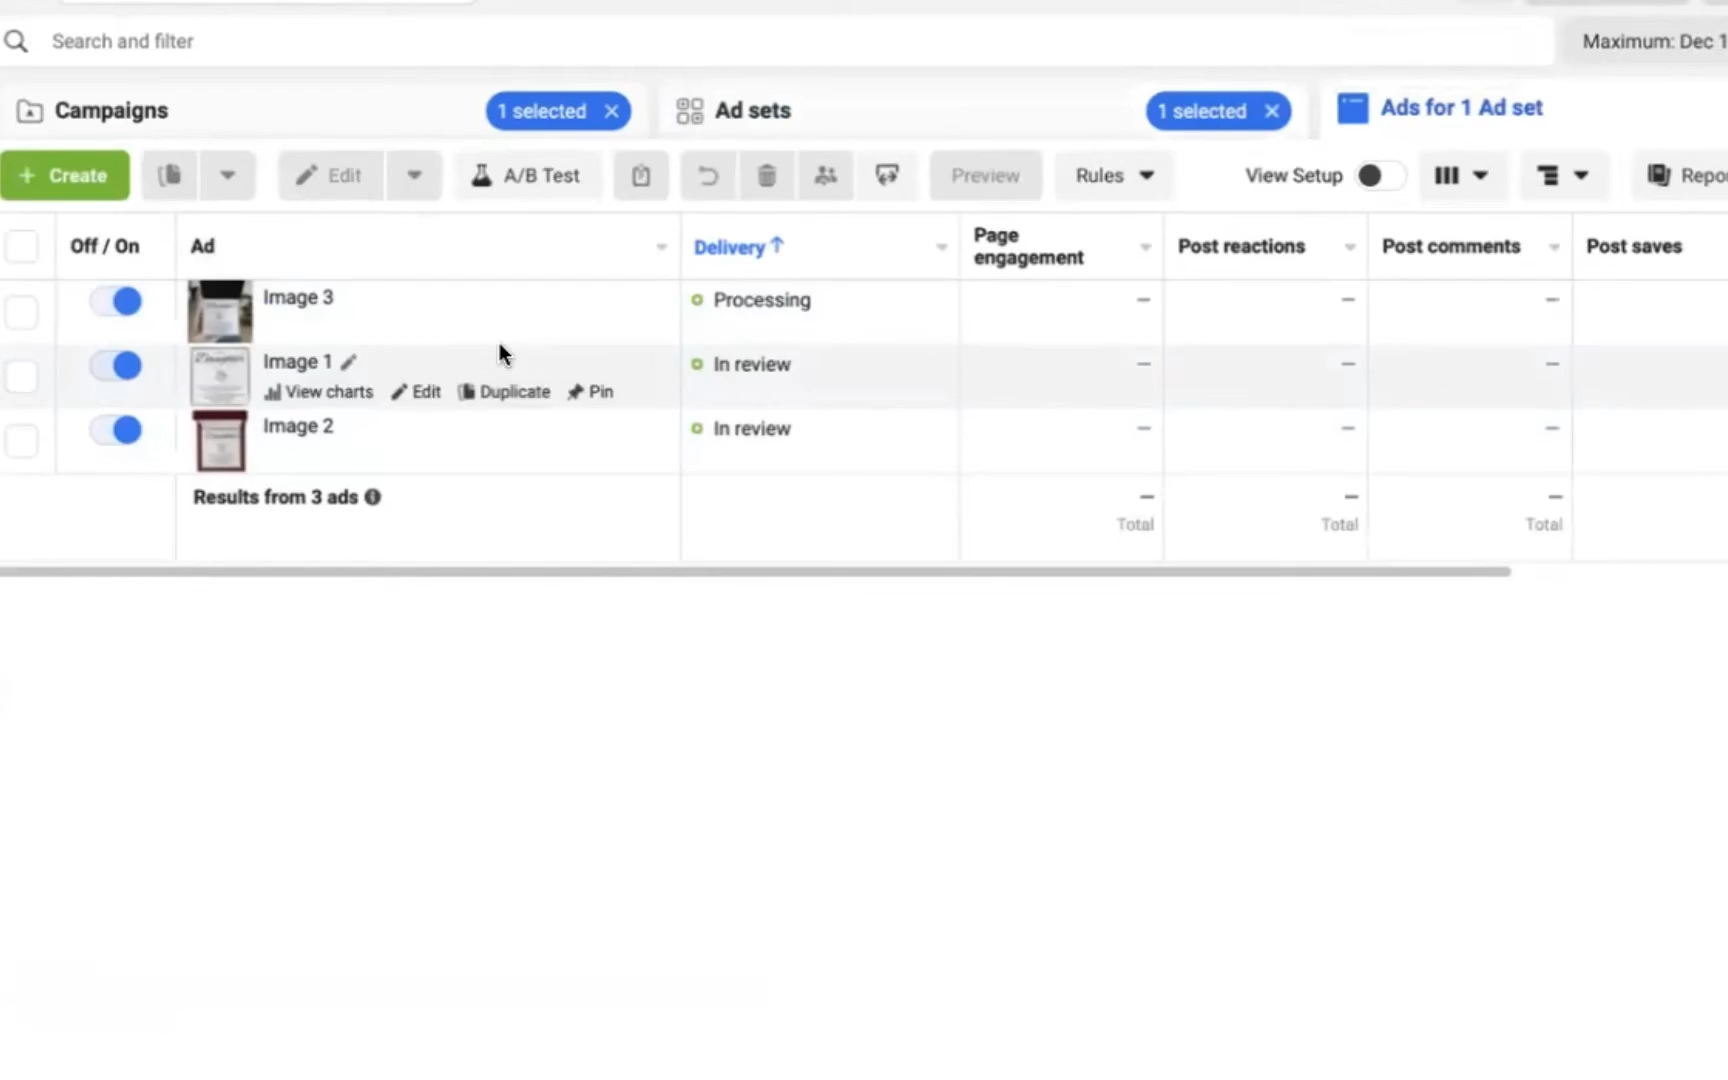 Search and filter
Maximum: Dec 1
Campaigns
1 selected
Ad sets
1 selected
Ads for 1 Ad set
+ Create
Edit
A/B Test
Preview
Rules
View Setup
Repo
Off / On
Ad
Delivery ↑
Page engagement
Post reactions
Post comments
Post saves
Image 3
Processing
—
—
—
Image 1
In review
—
—
—
View charts
Edit
Duplicate
Pin
Image 2
In review
—
—
—
Results from 3 ads
—
—
—
Total
Total
Total